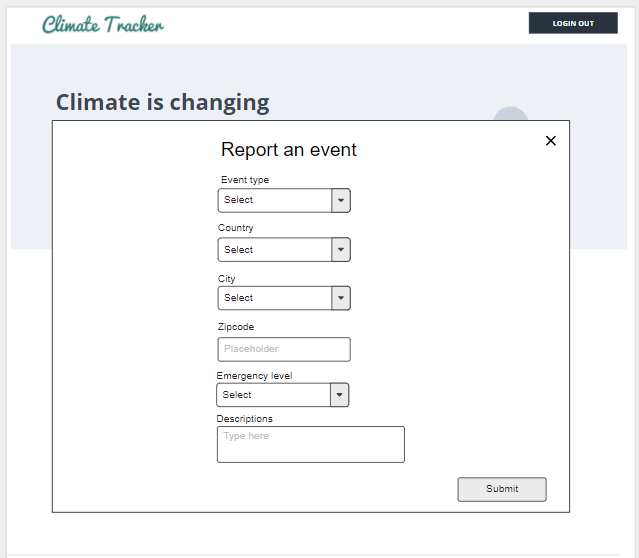 Climate Tracker
LOGIN OUT
Climate is changing
Report an event
Event type
Select
Country
Select
City
Select
Zipcode
Placeholder
Emergency level
Select
Descriptions
Type here
Submit